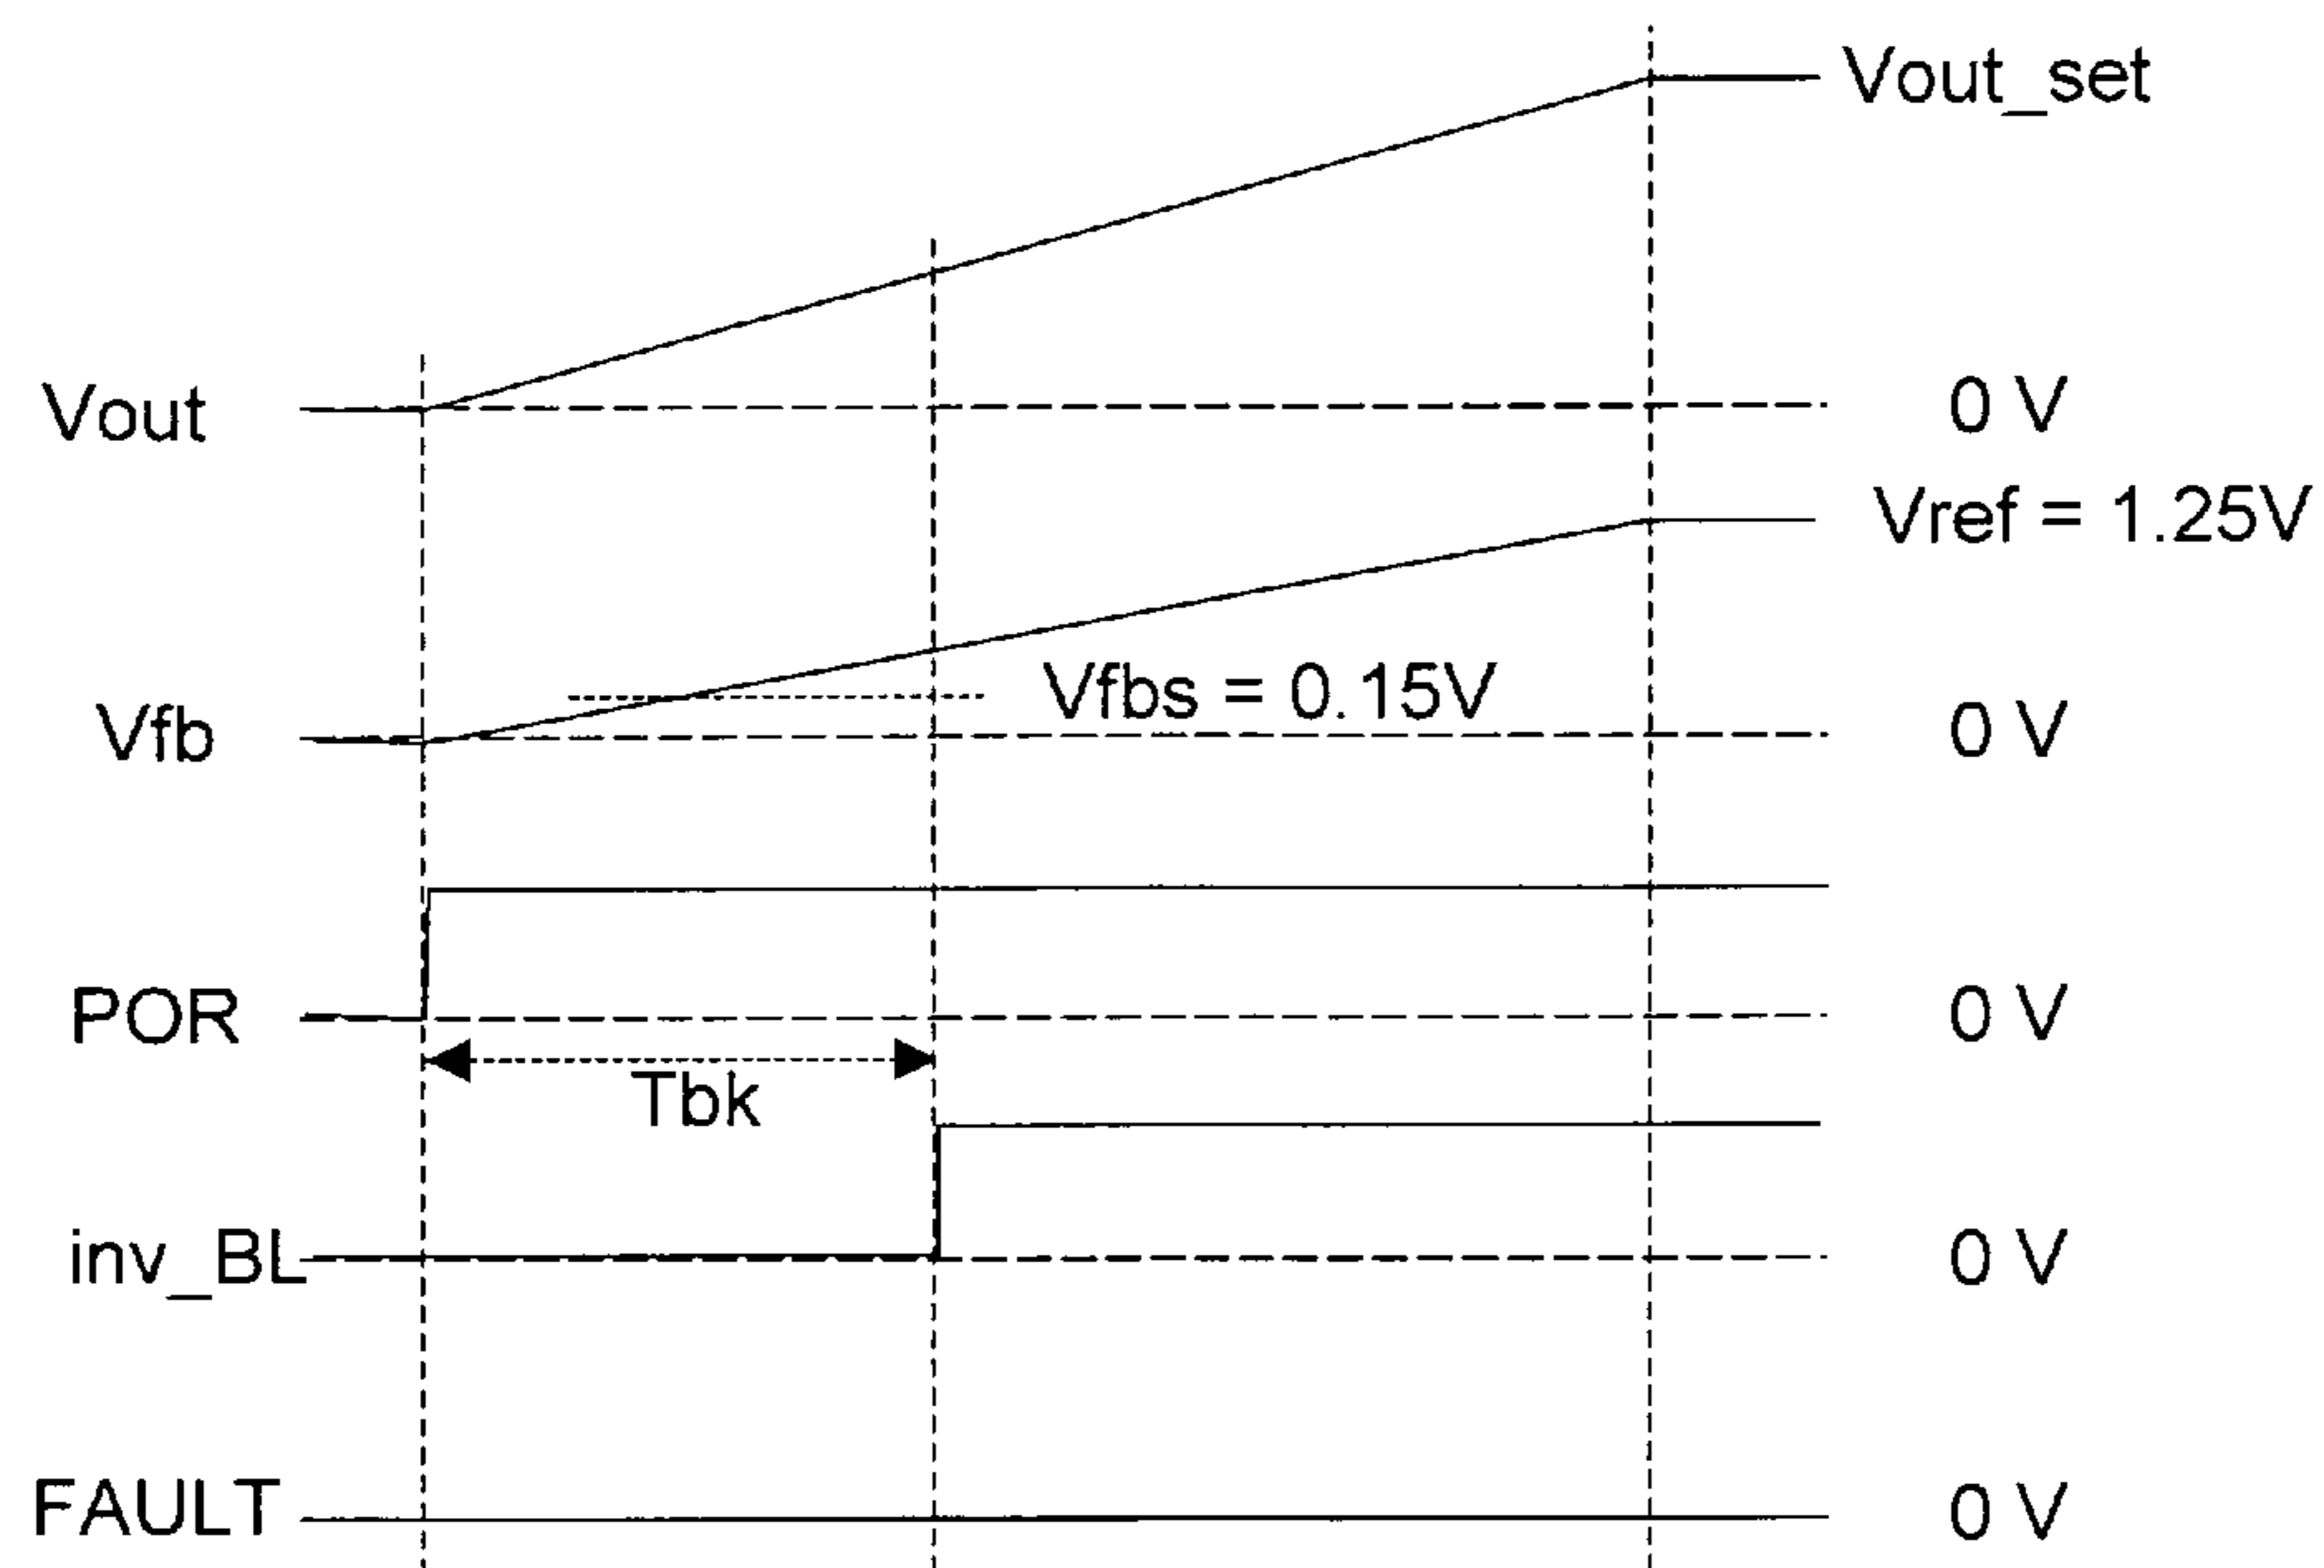 Vout_set
Vout
0 V
Vref = 1.25V
Vfbs = 0.15V
Vfb
0 V
POR
0 V
Tbk
inv_BL
0 V
FAULT
0 V